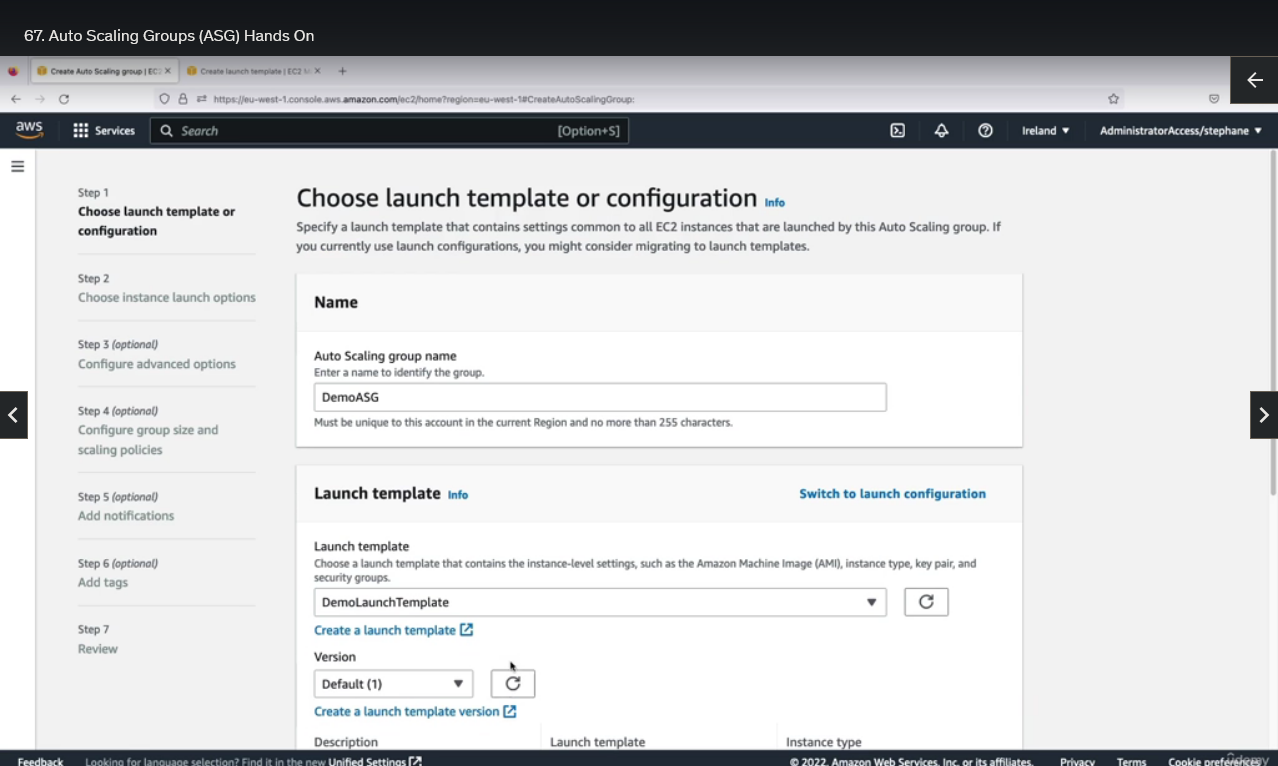 67. Auto Scaling Groups (ASG) Hands On
Create Auto Scaling group | EC2
Create launch template | EC2 M
https://eu-west-1.console.aws.amazon.com/ec2/home?region=eu-west-1#CreateAutoScalingGroup:
aws
Services
Search
[Option+S]
Ireland
AdministratorAccess/stephane
Step 1
Choose launch template or
configuration
Step 2
Choose instance launch options
Step 3 (optional)
Configure advanced options
Step 4 (optional)
Configure group size and
scaling policies
Step 5 (optional)
Add notifications
Step 6 (optional)
Add tags
Step 7
Review
Choose launch template or configuration Info
Specify a launch template that contains settings common to all EC2 instances that are launched by this Auto Scaling group. If
you currently use launch configurations, you might consider migrating to launch templates.
Name
Auto Scaling group name
Enter a name to identify the group.
DemoASG
Must be unique to this account in the current Region and no more than 255 characters.
Launch template Info
Switch to launch configuration
Launch template
Choose a launch template that contains the instance-level settings, such as the Amazon Machine Image (AMI), instance type, key pair, and
security groups.
DemoLaunchTemplate
Create a launch template
Version
Default (1)
Create a launch template version
Description
Launch template
Instance type
Feedback
Looking for language selection? Find it in the new Unified Settings
© 2022, Amazon Web Services, Inc. or its affiliates.
Privacy
Terms
Cookie preferences
ûdemy